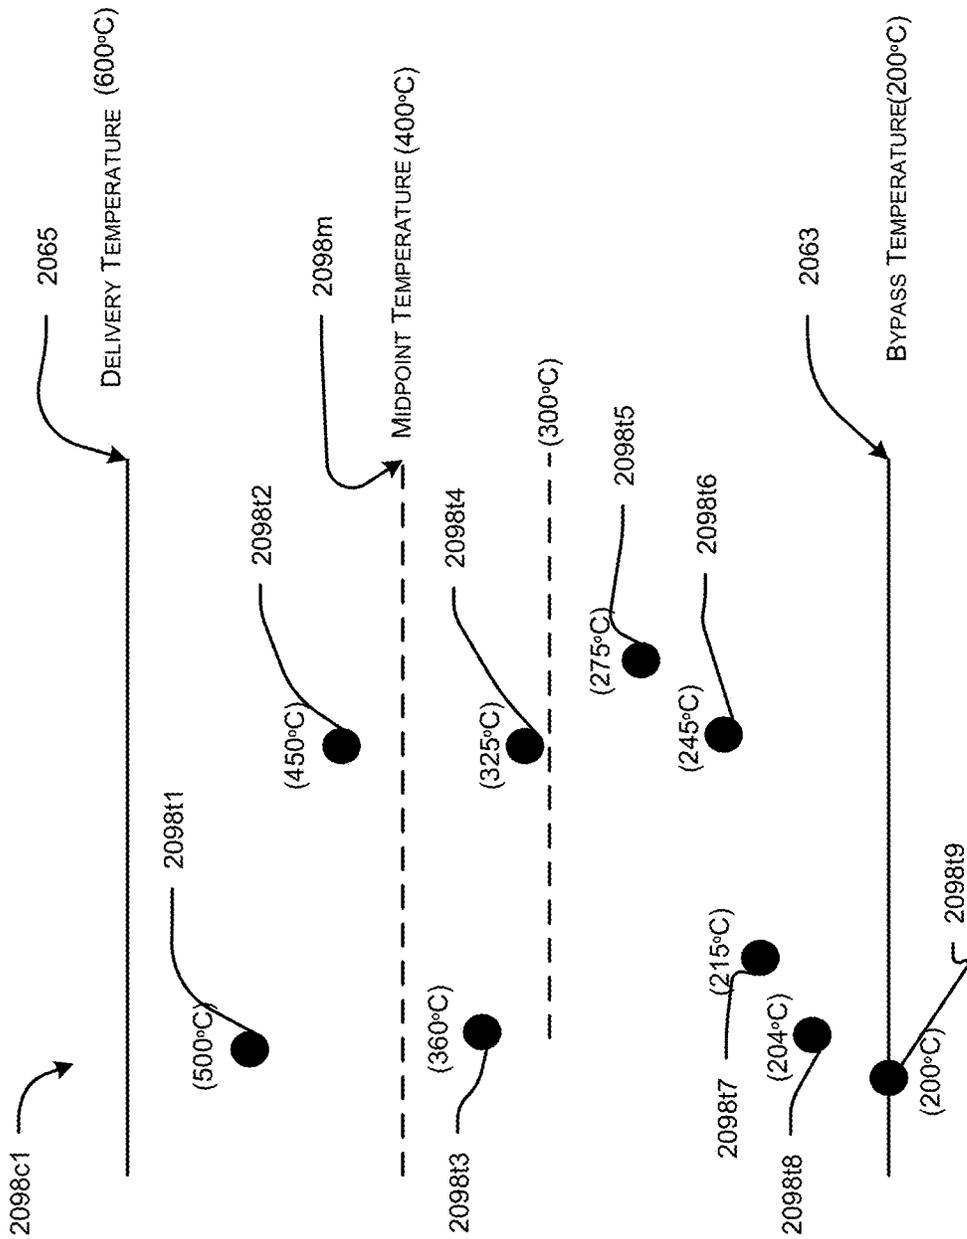 2098c1
2065
DELIVERY TEMPERATURE (600°C)
2098t1
(500°C)
2098t2
(450°C)
2098m
MIDPOINT TEMPERATURE (400°C)
2098t3
(360°C)
2098t4
(325°C)
(300°C)
2098t5
(275°C)
2098t6
(245°C)
2098t7
(215°C)
2098t8
(204°C)
2063
BYPASS TEMPERATURE(200°C)
(200°C)
2098t9